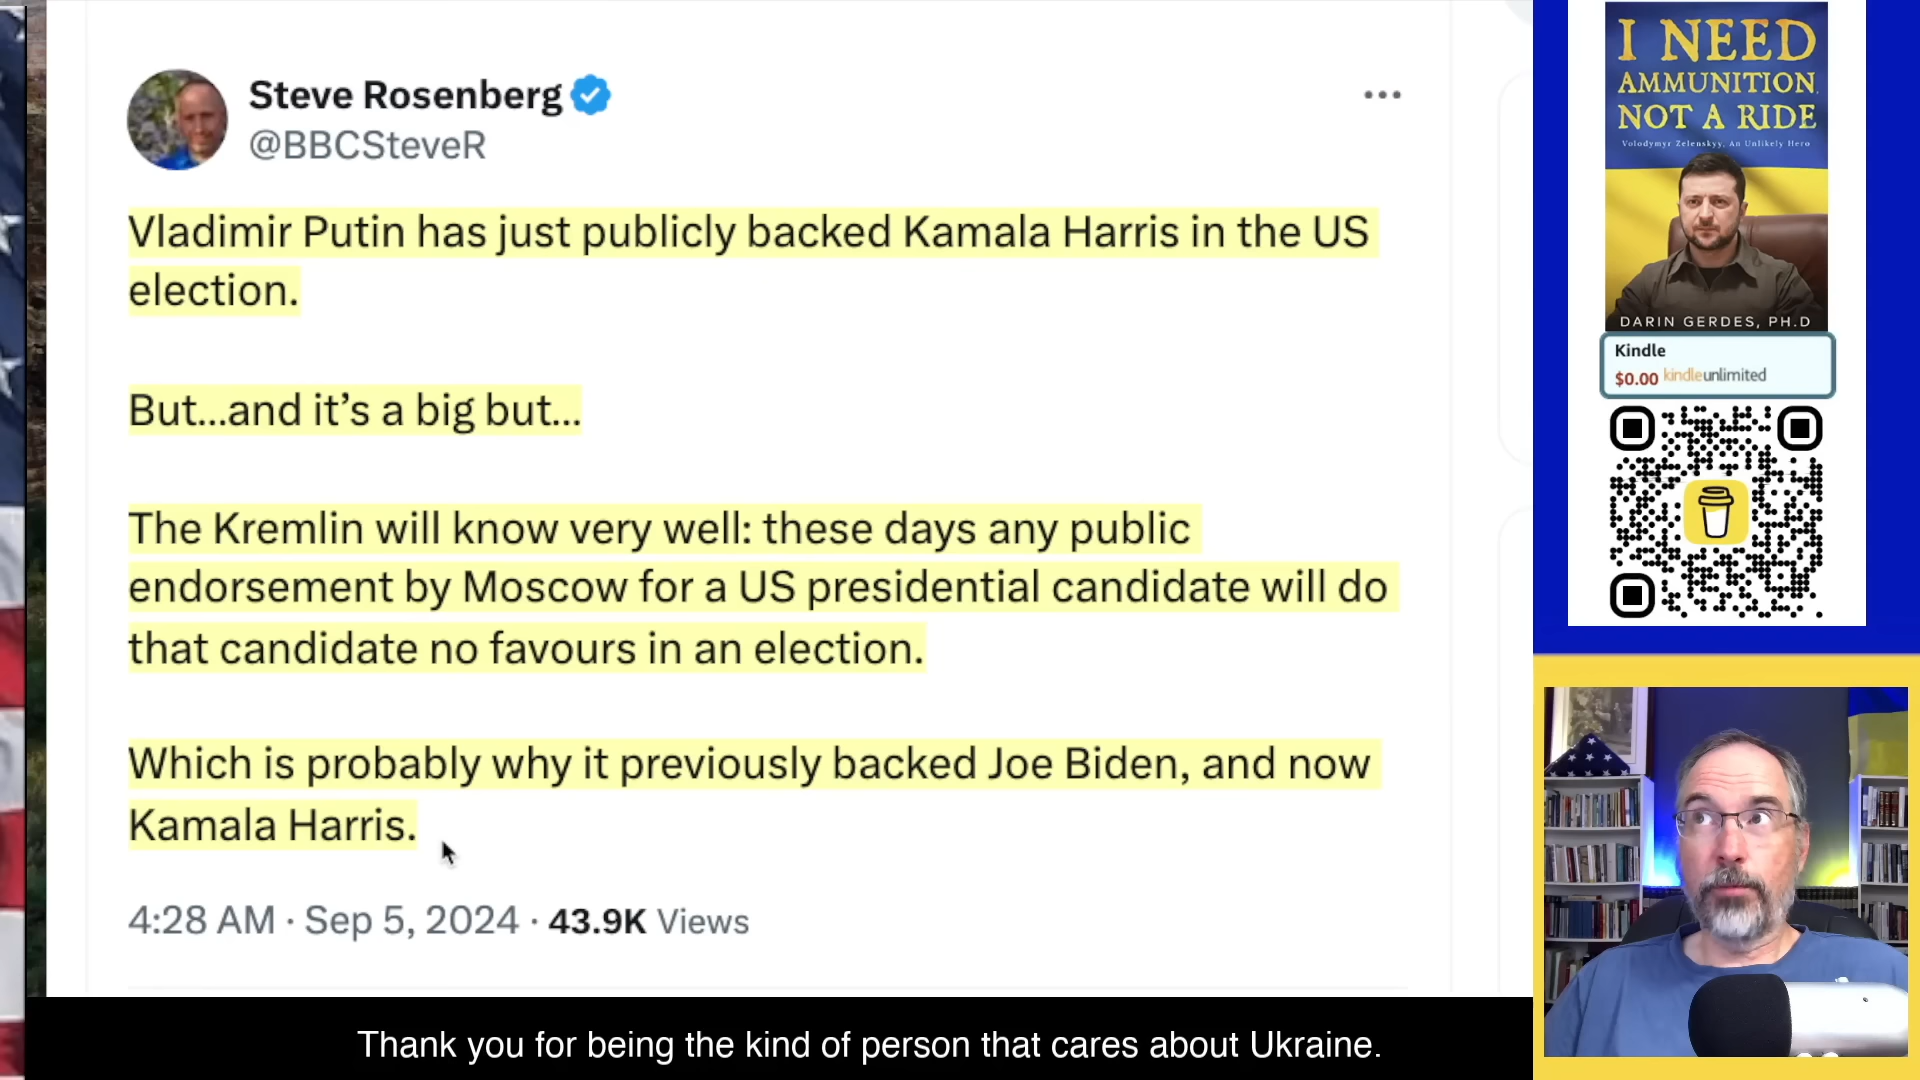 Steve Rosenberg
@BBCSteveR
Vladimir Putin has just publicly backed Kamala Harris in the US
election.
But...and it's a big but...
The Kremlin will know very well: these days any public
endorsement by Moscow for a US presidential candidate will do
that candidate no favours in an election.
Which is probably why it previously backed Joe Biden, and now
Kamala Harris.
4:28 AM · Sep 5, 2024 · 43.9K Views
Thank you for being the kind of person that cares about Ukraine.
I NEED
AMMUNITION,
NOT A RIDE
Volodymyr Zelenskyy, An Unlikely Hero
DARIN GERDES, PH.D
Kindle
$0.00 kindleunlimited